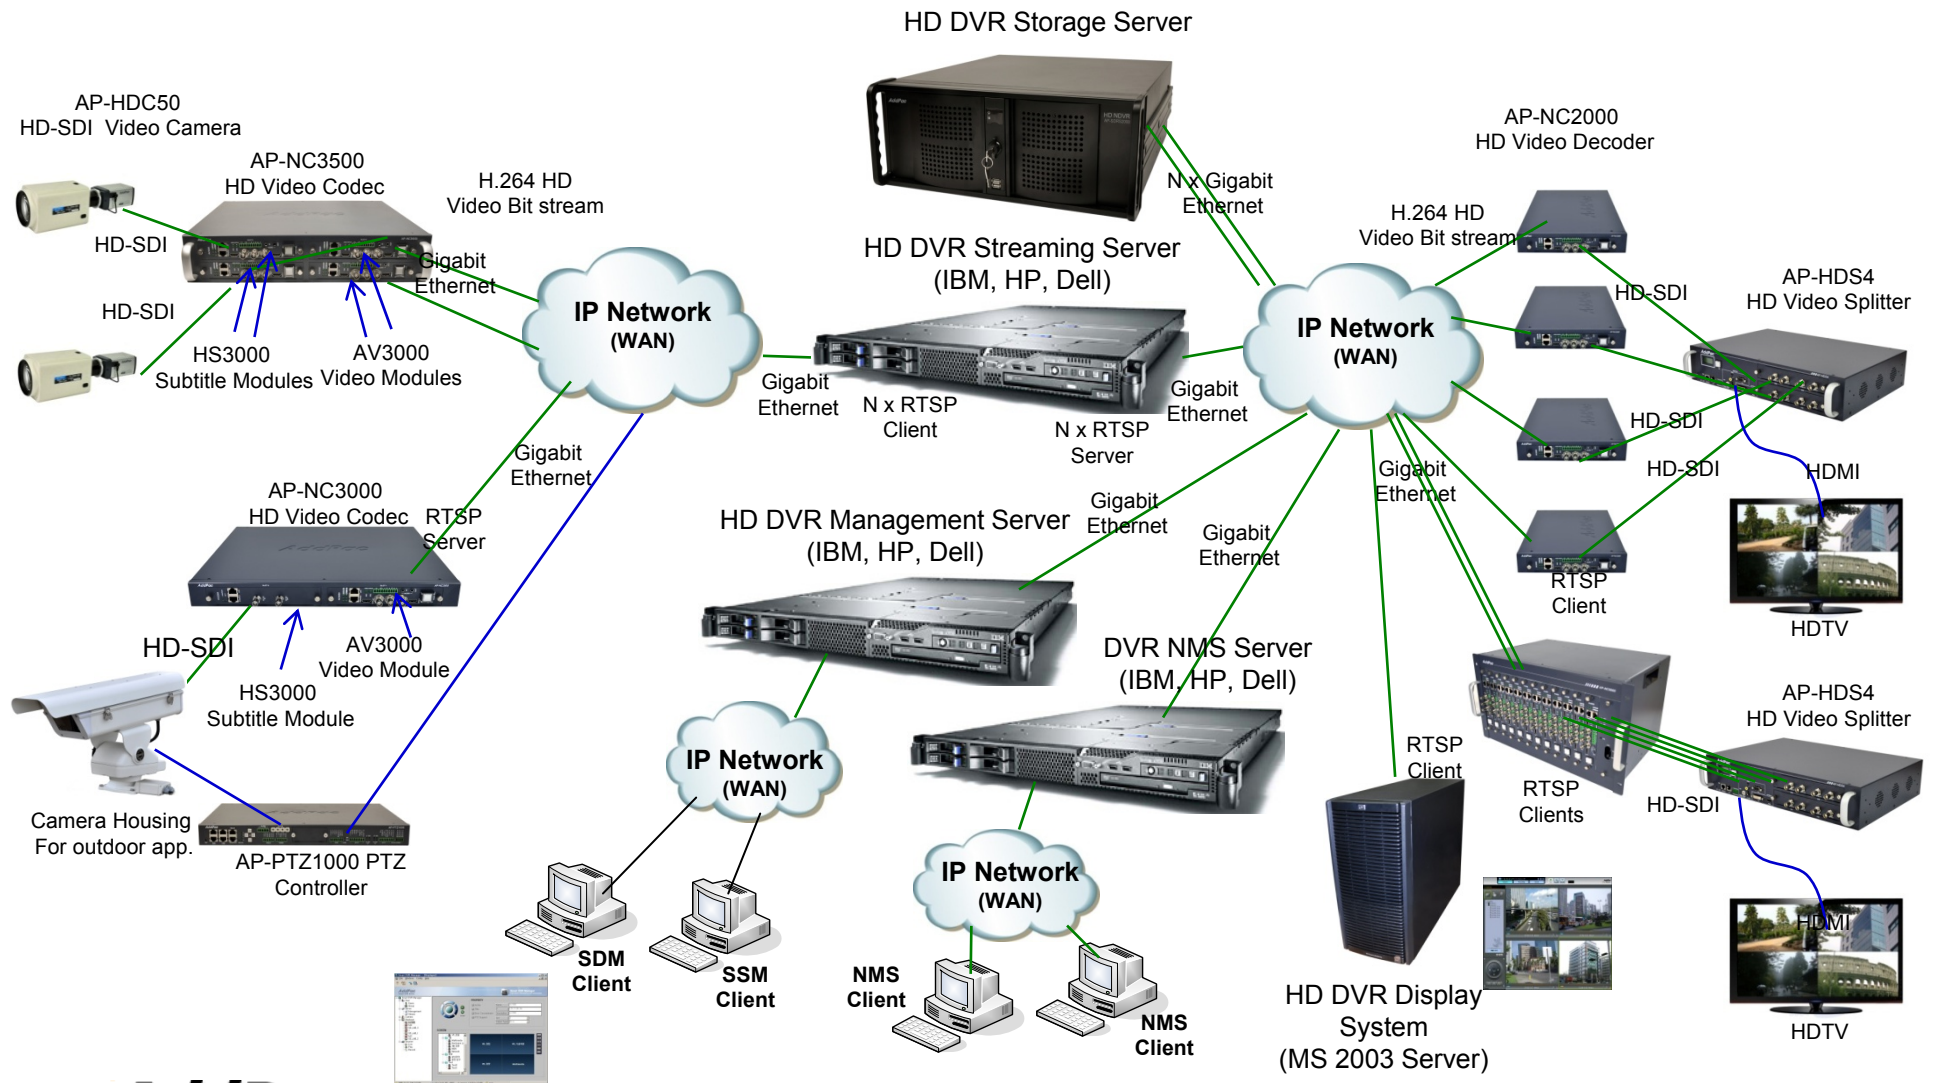 HD DVR Storage Server
AP-HDC50
HD-SDI Video Camera
AP-NC3500
HD Video Codec
H.264 HD
Video Bit stream
HD-SDI
HD-SDI
Gigabit
Ethernet
HS3000
Subtitle Modules
AV3000
Video Modules
IP Network
(WAN)
HD DVR Streaming Server
(IBM, HP, Dell)
Gigabit
Ethernet
N x RTSP
Client
N x RTSP
Server
Gigabit
Ethernet
N x Gigabit
Ethernet
IP Network
(WAN)
H.264 HD
Video Bit stream
AP-NC2000
HD Video Decoder
HD-SDI
HD-SDI
HD-SDI
AP-HDS4
HD Video Splitter
HDMI
HDTV
RTSP
Client
Gigabit
Ethernet
Gigabit
Ethernet
AP-NC3000
HD Video Codec
RTSP
Server
AddPac
HD-SDI
AV3000
Video Module
HS3000
Subtitle Module
Camera Housing
For outdoor app.
AP-PTZ1000 PTZ
Controller
HD DVR Management Server
(IBM, HP, Dell)
Gigabit
Ethernet
Gigabit
Ethernet
DVR NMS Server
(IBM, HP, Dell)
IP Network
(WAN)
SDM
Client
SSM
Client
IP Network
(WAN)
NMS
Client
NMS
Client
RTSP
Client
HD DVR Display
System
(MS 2003 Server)
RTSP
Clients
HD-SDI
AP-HDS4
HD Video Splitter
HDMI
HDTV